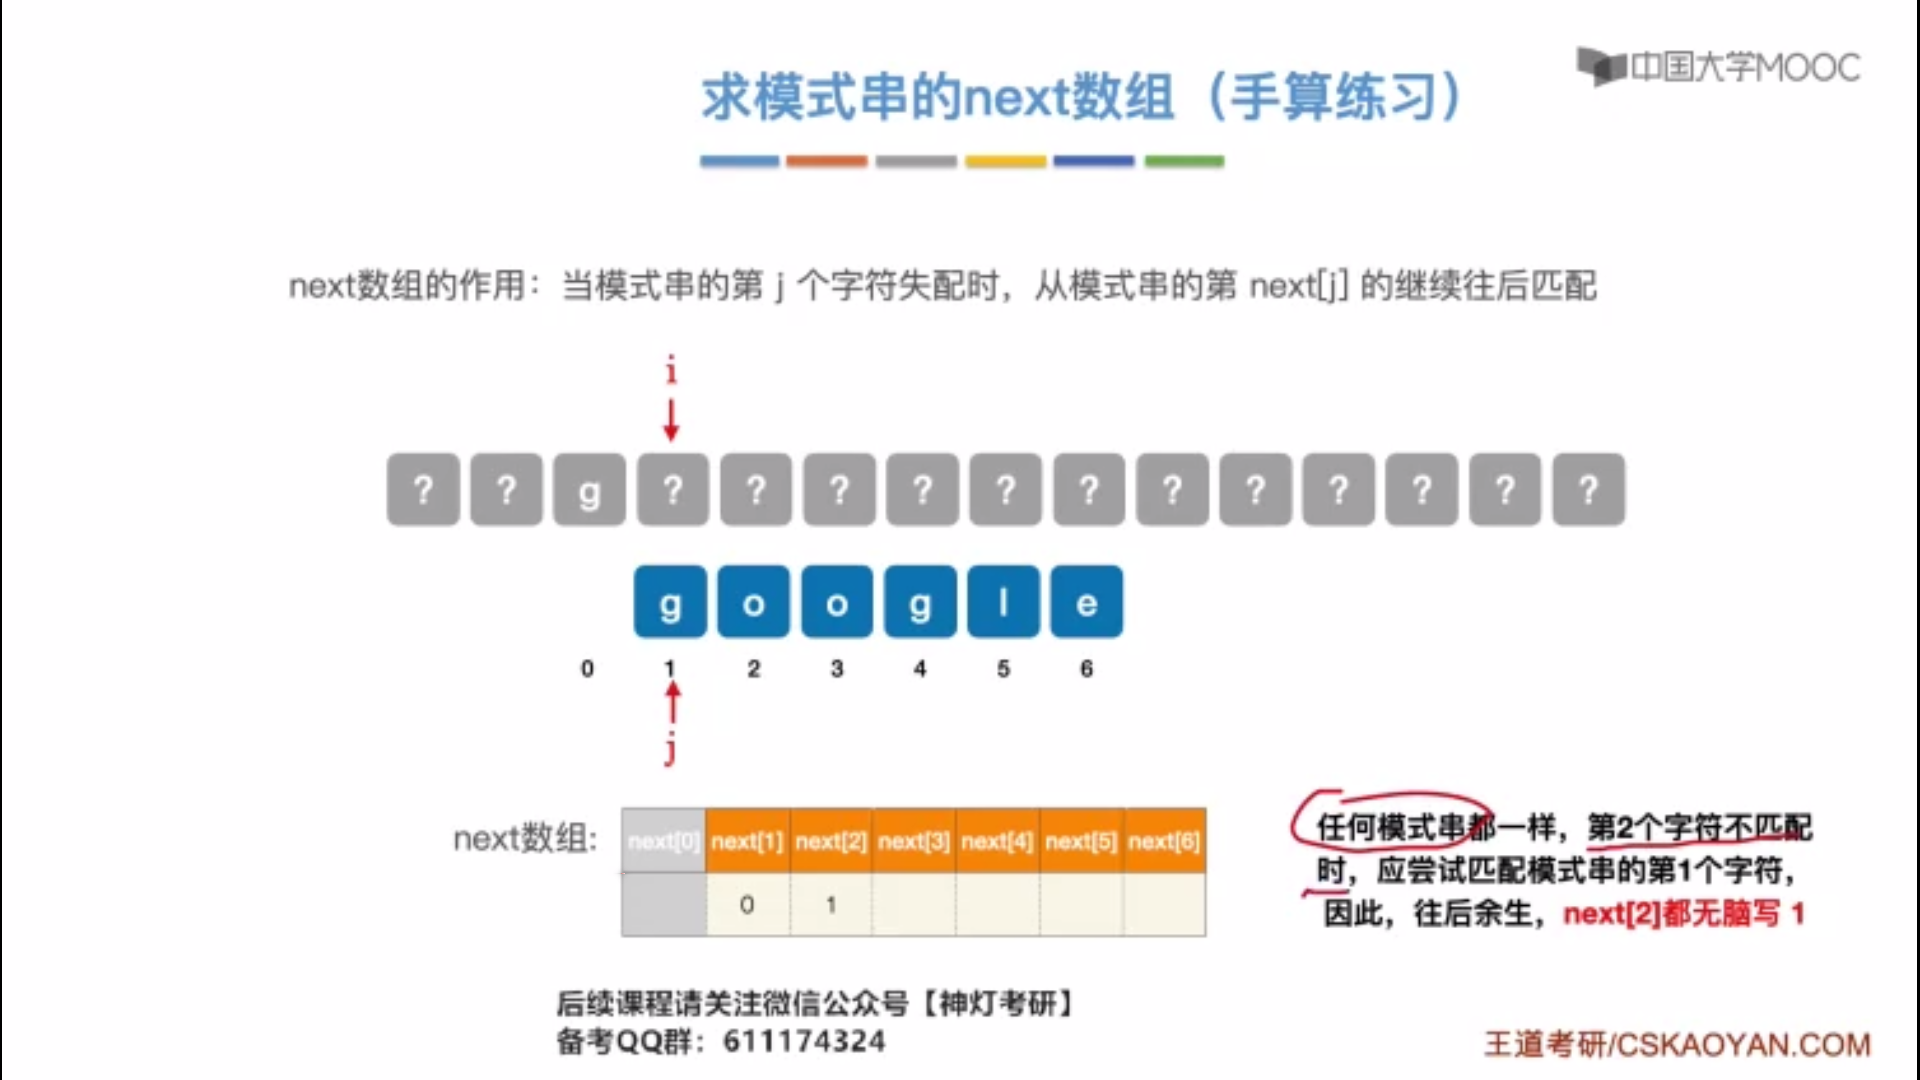 中国大学MOOC
求模式串的next数组（手算练习）
next数组的作用：当模式串的第 j 个字符失配时，从模式串的第 next[j] 的继续往后匹配
i
? ? g ? ? ? ? ? ? ? ? ? ? ? ?
g o o g l e
0 1 2 3 4 5 6
j
next数组: next[0] next[1] next[2] next[3] next[4] next[5] next[6]
0 1
任何模式串都一样，第2个字符不匹配
时，应尝试匹配模式串的第1个字符，
因此，往后余生，next[2]都无脑写 1
后续课程请关注微信公众号【神灯考研】
备考QQ群：611174324
王道考研/CSKAOYAN.COM